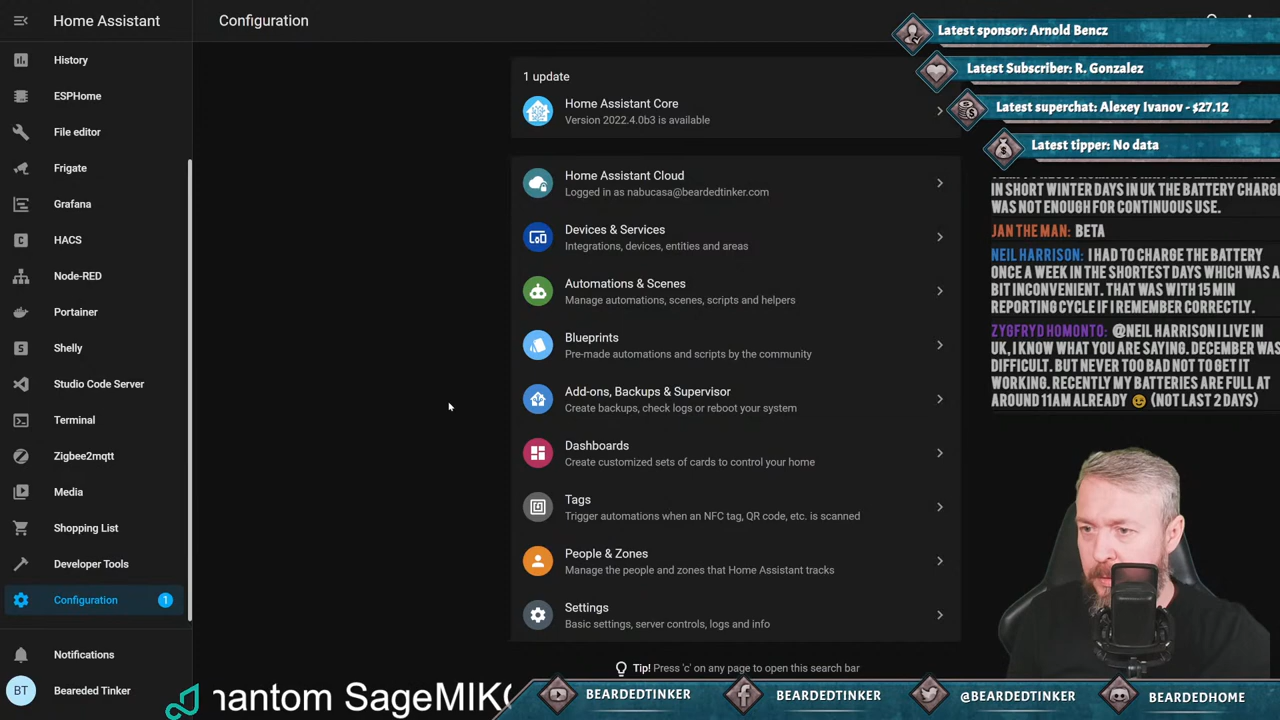 Home Assistant
History
ESPHome
File editor
Frigate
Grafana
HACS
Node-RED
Portainer
Shelly
Studio Code Server
Terminal
Zigbee2mqtt
Media
Shopping List
Developer Tools
Configuration 1
Notifications
BT Bearded Tinker
Configuration
1 update
Home Assistant Core
Version 2022.4.0b3 is available
Home Assistant Cloud
Logged in as nabucasa@beardedtinker.com
Devices & Services
Integrations, devices, entities and areas
Automations & Scenes
Manage automations, scenes, scripts and helpers
Blueprints
Pre-made automations and scripts by the community
Add-ons, Backups & Supervisor
Create backups, check logs or reboot your system
Dashboards
Create customized sets of cards to control your home
Tags
Trigger automations when an NFC tag, QR code, etc. is scanned
People & Zones
Manage the people and zones that Home Assistant tracks
Settings
Basic settings, server controls, logs and info
Tip! Press 'c' on any page to open this search bar
Latest sponsor: Arnold Bencz
Latest Subscriber: R. Gonzalez
Latest superchat: Alexey Ivanov - $27.12
Latest tipper: No data
IN SHORT WINTER DAYS IN UK THE BATTERY CHARGE
WAS NOT ENOUGH FOR CONTINUOUS USE.
JAN THE MAN: BETA
NEIL HARRISON: I HAD TO CHARGE THE BATTERY
ONCE A WEEK IN THE SHORTEST DAYS WHICH WAS A
BIT INCONVENIENT. THAT WAS WITH 15 MIN
REPORTING CYCLE IF I REMEMBER CORRECTLY.
ZYGFRYD HOMONTO: @NEIL HARRISON I LIVE IN
UK, I KNOW WHAT YOU ARE SAYING. DECEMBER WAS
DIFFICULT. BUT NEVER TOO BAD NOT TO GET IT
WORKING. RECENTLY MY BATTERIES ARE FULL AT
AROUND 11AM ALREADY 😉 (NOT LAST 2 DAYS)
hantom SageMIK
BEARDEDTINKER
BEARDEDTINKER
@BEARDEDTINKER
BEARDEDHOME